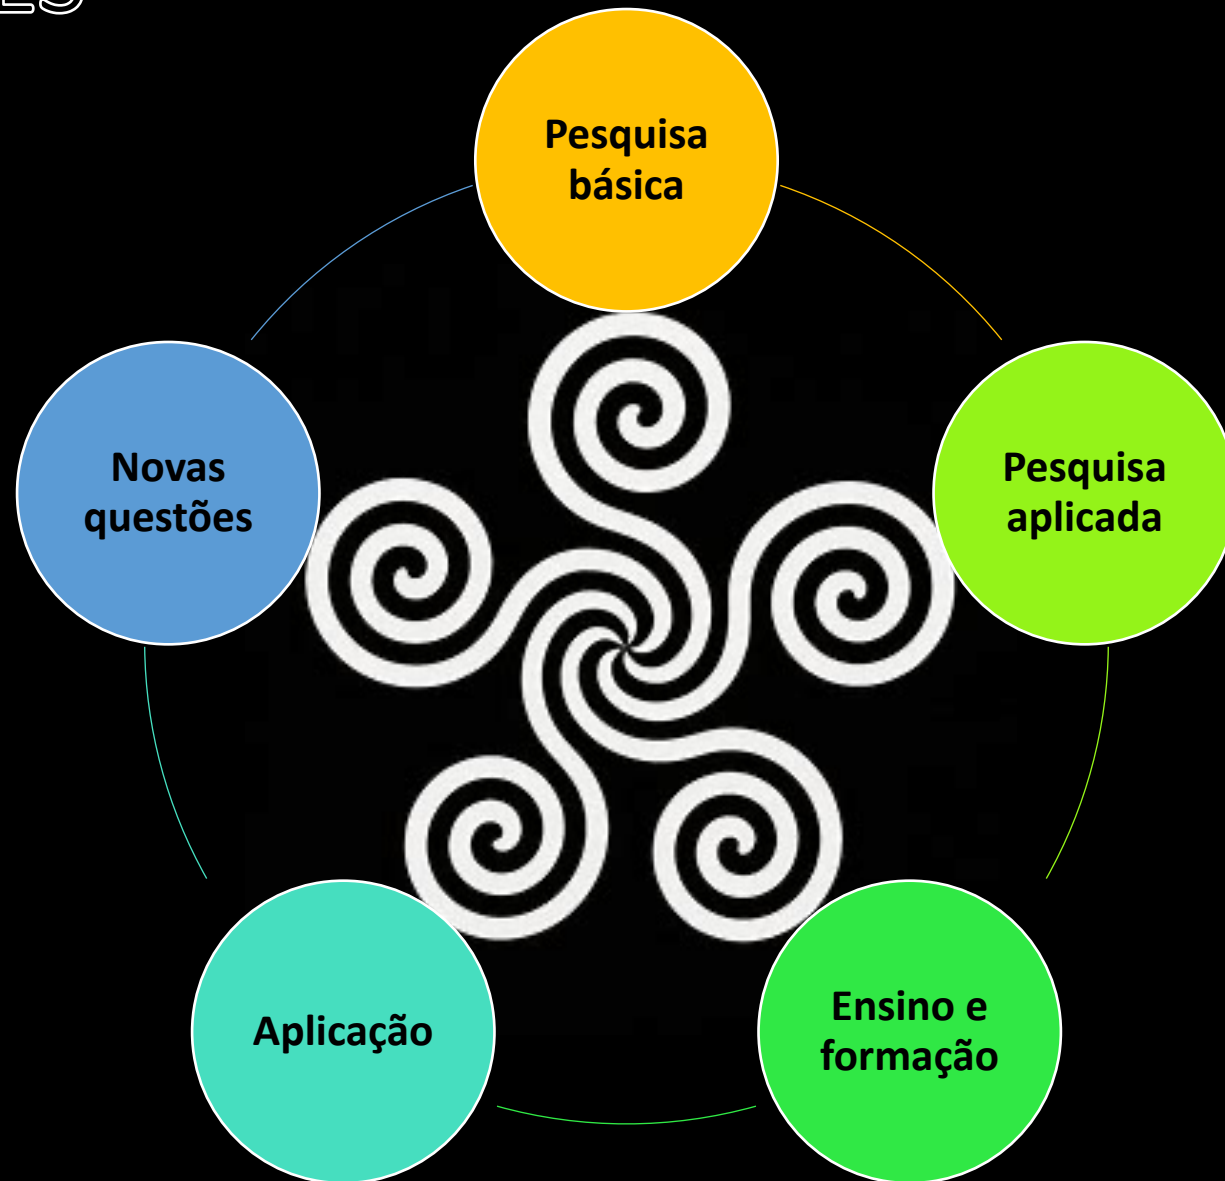 Pesquisa
básica
Novas
questões
Pesquisa
aplicada
Aplicação
Ensino e
formação